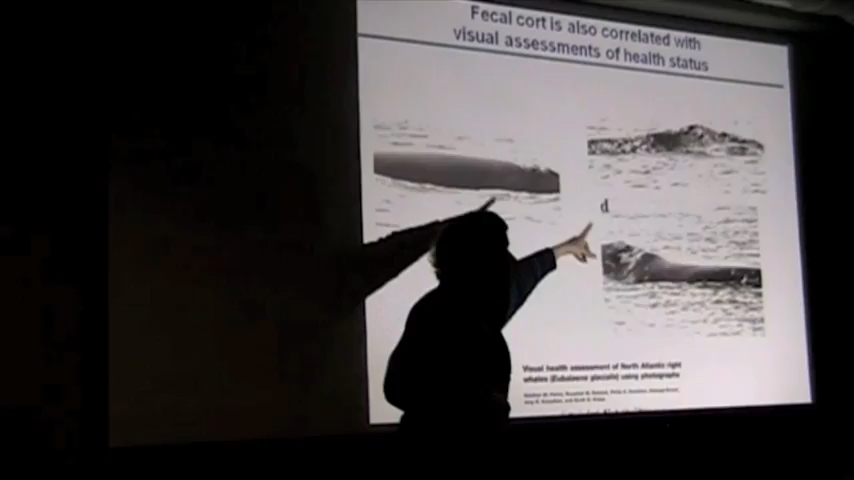 Fecal cort is also correlated with
visual assessments of health status
d
Visual health assessment of North Atlantic right
whales (Eubalaena glacialis) using photographs